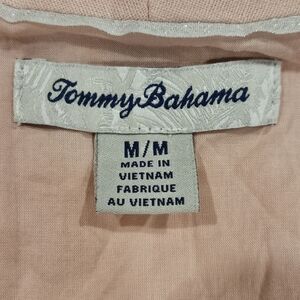 Tommy Bahama
M/M
MADE IN
VIETNAM
FABRIQUE
AU VIETNAM